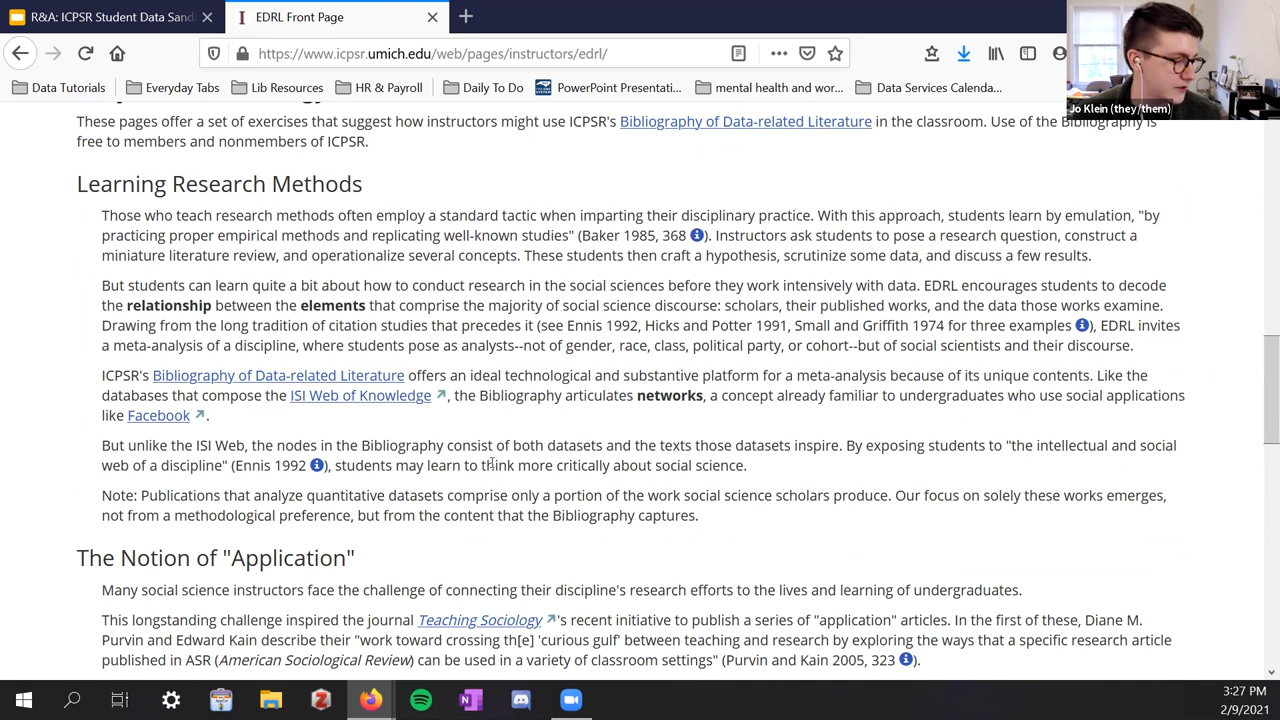 R&A: ICPSR Student Data Sand
EDRL Front Page
https://www.icpsr.umich.edu/web/pages/instructors/edrl/
Data Tutorials
Everyday Tabs
Lib Resources
HR & Payroll
Daily To Do
PowerPoint Presentati...
mental health and wor...
Data Services Calenda...
Jo Klein (they/them)
These pages offer a set of exercises that suggest how instructors might use ICPSR's Bibliography of Data-related Literature in the classroom. Use of the Bibliography is
free to members and nonmembers of ICPSR.
Learning Research Methods
Those who teach research methods often employ a standard tactic when imparting their disciplinary practice. With this approach, students learn by emulation, "by
practicing proper empirical methods and replicating well-known studies" (Baker 1985, 368 ). Instructors ask students to pose a research question, construct a
miniature literature review, and operationalize several concepts. These students then craft a hypothesis, scrutinize some data, and discuss a few results.
But students can learn quite a bit about how to conduct research in the social sciences before they work intensively with data. EDRL encourages students to decode
the relationship between the elements that comprise the majority of social science discourse: scholars, their published works, and the data those works examine.
Drawing from the long tradition of citation studies that precedes it (see Ennis 1992, Hicks and Potter 1991, Small and Griffith 1974 for three examples ), EDRL invites
a meta-analysis of a discipline, where students pose as analysts--not of gender, race, class, political party, or cohort--but of social scientists and their discourse.
ICPSR's Bibliography of Data-related Literature offers an ideal technological and substantive platform for a meta-analysis because of its unique contents. Like the
databases that compose the ISI Web of Knowledge , the Bibliography articulates networks, a concept already familiar to undergraduates who use social applications
like Facebook .
But unlike the ISI Web, the nodes in the Bibliography consist of both datasets and the texts those datasets inspire. By exposing students to "the intellectual and social
web of a discipline" (Ennis 1992 ), students may learn to think more critically about social science.
Note: Publications that analyze quantitative datasets comprise only a portion of the work social science scholars produce. Our focus on solely these works emerges,
not from a methodological preference, but from the content that the Bibliography captures.
The Notion of "Application"
Many social science instructors face the challenge of connecting their discipline's research efforts to the lives and learning of undergraduates.
This longstanding challenge inspired the journal Teaching Sociology 's recent initiative to publish a series of "application" articles. In the first of these, Diane M.
Purvin and Edward Kain describe their "work toward crossing th[e] 'curious gulf' between teaching and research by exploring the ways that a specific research article
published in ASR (American Sociological Review) can be used in a variety of classroom settings" (Purvin and Kain 2005, 323 ).
3:27 PM
2/9/2021